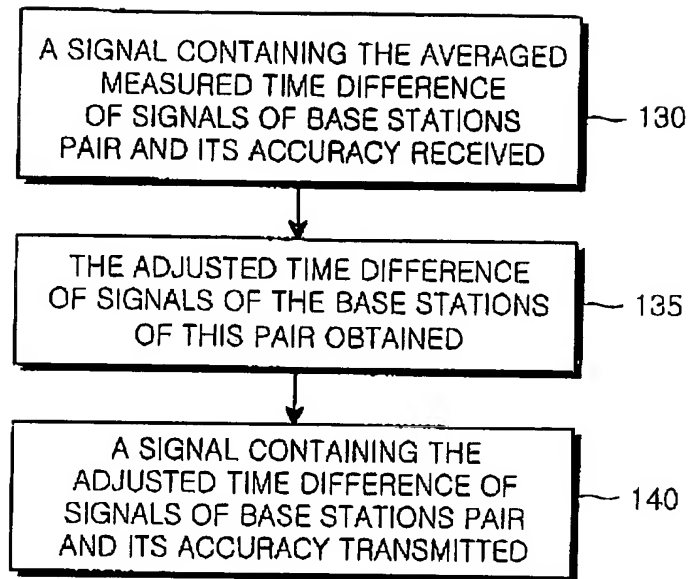 A SIGNAL CONTAINING THE AVERAGED
MEASURED TIME DIFFERENCE
OF SIGNALS OF BASE STATIONS
PAIR AND ITS ACCURACY RECEIVED
130
THE ADJUSTED TIME DIFFERENCE
OF SIGNALS OF THE BASE STATIONS
OF THIS PAIR OBTAINED
135
A SIGNAL CONTAINING THE
ADJUSTED TIME DIFFERENCE OF
SIGNALS OF BASE STATIONS PAIR
AND ITS ACCURACY TRANSMITTED
140